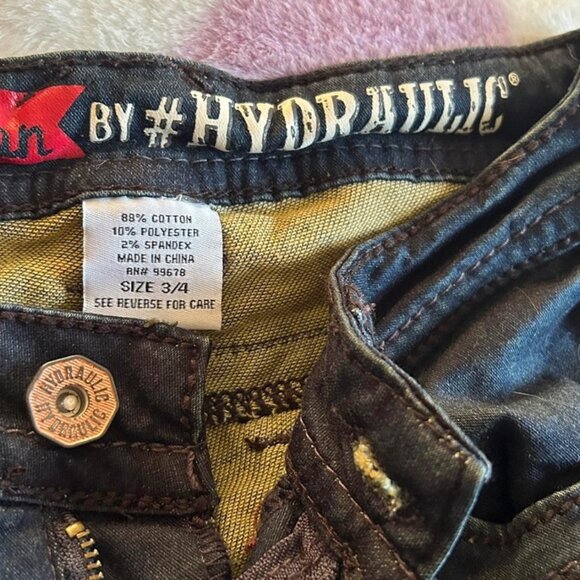 an BY #HYDRAULIC®
88% COTTON
10% POLYESTER
2% SPANDEX
MADE IN CHINA
RN# 99678
SIZE 3/4
SEE REVERSE FOR CARE
HYDRAULIC
HYDRAULIC